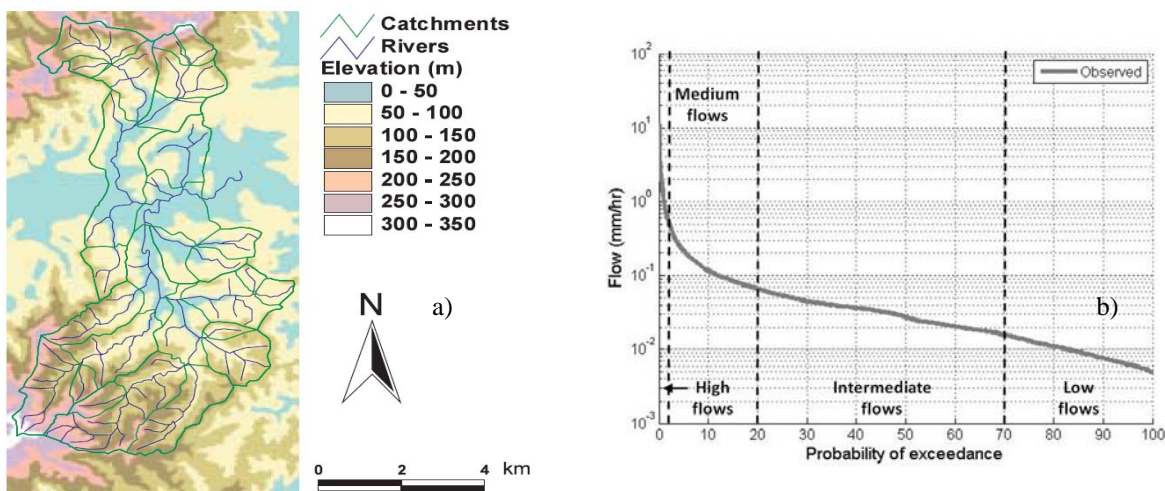 Catchments
Rivers
Elevation (m)
0 - 50
50 - 100
100 - 150
150 - 200
200 - 250
250 - 300
300 - 350
N
a)
0 2 4 km
Flow (mm/hr)
10^2
10^1
10^0
10^-1
10^-2
10^-3
Observed
Medium
flows
b)
High
flows
Intermediate
flows
Low
flows
0 10 20 30 40 50 60 70 80 90 100
Probability of exceedance